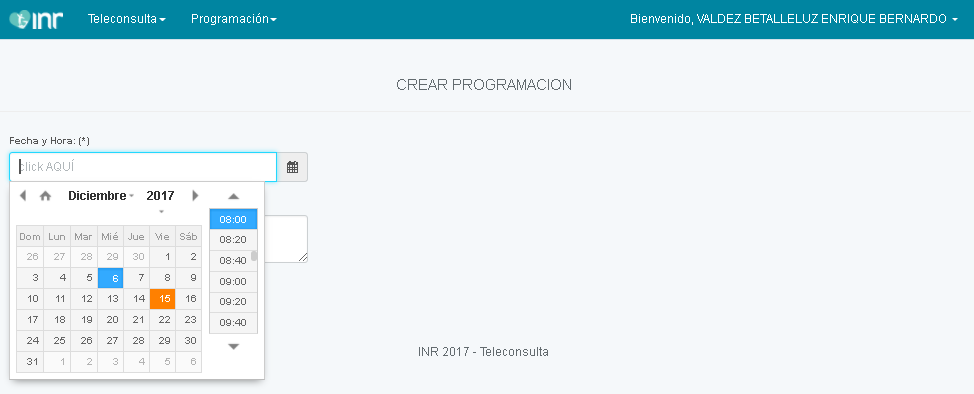 inr Teleconsulta Programación Bienvenido, VALDEZ BETALLELUZ ENRIQUE BERNARDO
CREAR PROGRAMACION
Fecha y Hora: (*)
click AQUÍ
Diciembre 2017
Dom Lun Mar Mié Jue Vie Sáb
26 27 28 29 30 1 2
3 4 5 6 7 8 9
10 11 12 13 14 15 16
17 18 19 20 21 22 23
24 25 26 27 28 29 30
31 1 2 3 4 5 6
08:00
08:20
08:40
09:00
09:20
09:40
INR 2017 - Teleconsulta